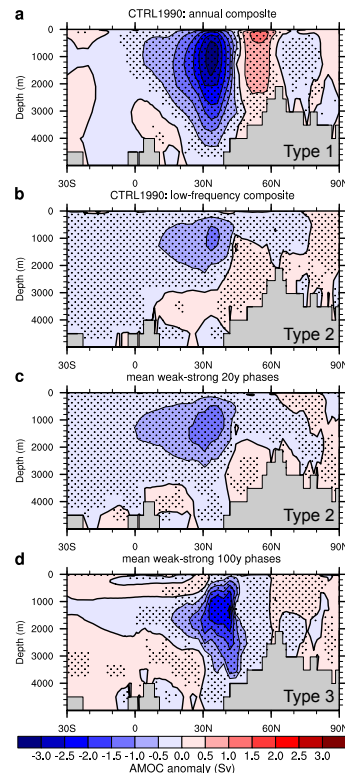 a
CTRL1990: annual composite
0
1000
2000
3000
4000
Depth (m)
Type 1
30S 0 30N 60N 90N
b
CTRL1990: low-frequency composite
0
1000
2000
3000
4000
Depth (m)
Type 2
30S 0 30N 60N 90N
c
mean weak-strong 20y phases
0
1000
2000
3000
4000
Depth (m)
Type 2
30S 0 30N 60N 90N
d
mean weak-strong 100y phases
0
1000
2000
3000
4000
Depth (m)
Type 3
30S 0 30N 60N 90N
-3.0 -2.5 -2.0 -1.5 -1.0 -0.5 0.0 0.5 1.0 1.5 2.0 2.5 3.0
AMOC anomaly (Sv)